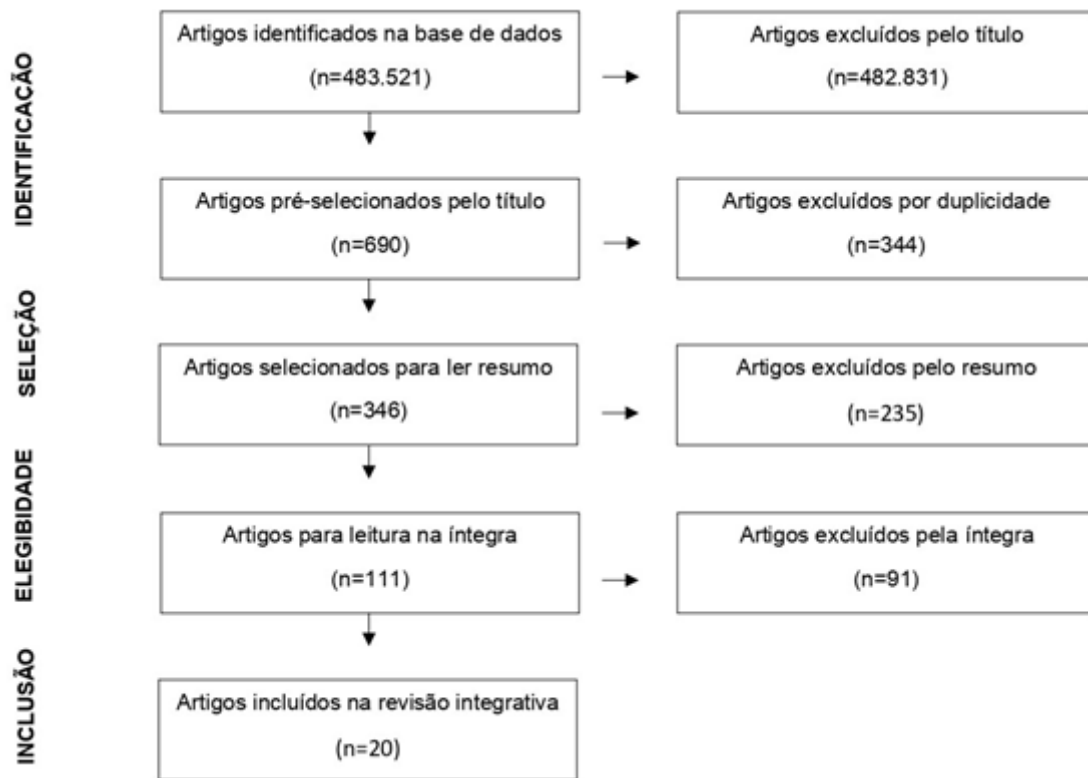 IDENTIFICAÇÃO
Artigos identificados na base de dados
(n=483.521)
Artigos excluídos pelo título
(n=482.831)
Artigos pré-selecionados pelo título
(n=690)
Artigos excluídos por duplicidade
(n=344)
SELEÇÃO
Artigos selecionados para ler resumo
(n=346)
Artigos excluídos pelo resumo
(n=235)
ELEGIBIDADE
Artigos para leitura na íntegra
(n=111)
Artigos excluídos pela íntegra
(n=91)
INCLUSÃO
Artigos incluídos na revisão integrativa
(n=20)